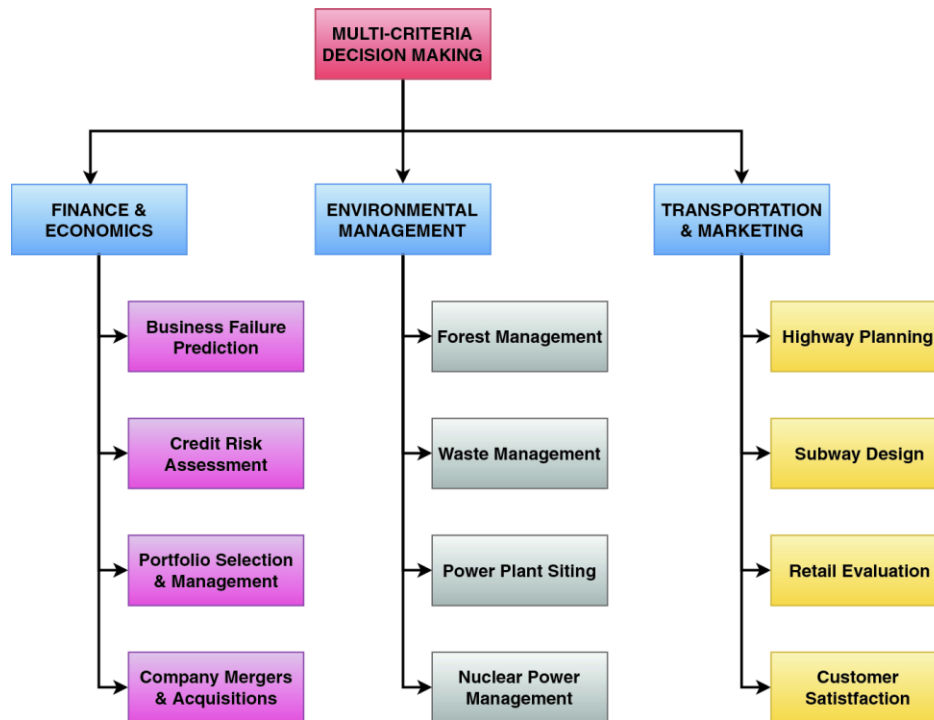 MULTI-CRITERIA
DECISION MAKING
FINANCE &
ECONOMICS
ENVIRONMENTAL
MANAGEMENT
TRANSPORTATION
& MARKETING
Business Failure
Prediction
Forest Management
Highway Planning
Credit Risk
Assessment
Waste Management
Subway Design
Portfolio Selection
& Management
Power Plant Siting
Retail Evaluation
Company Mergers
& Acquisitions
Nuclear Power
Management
Customer
Satistfaction